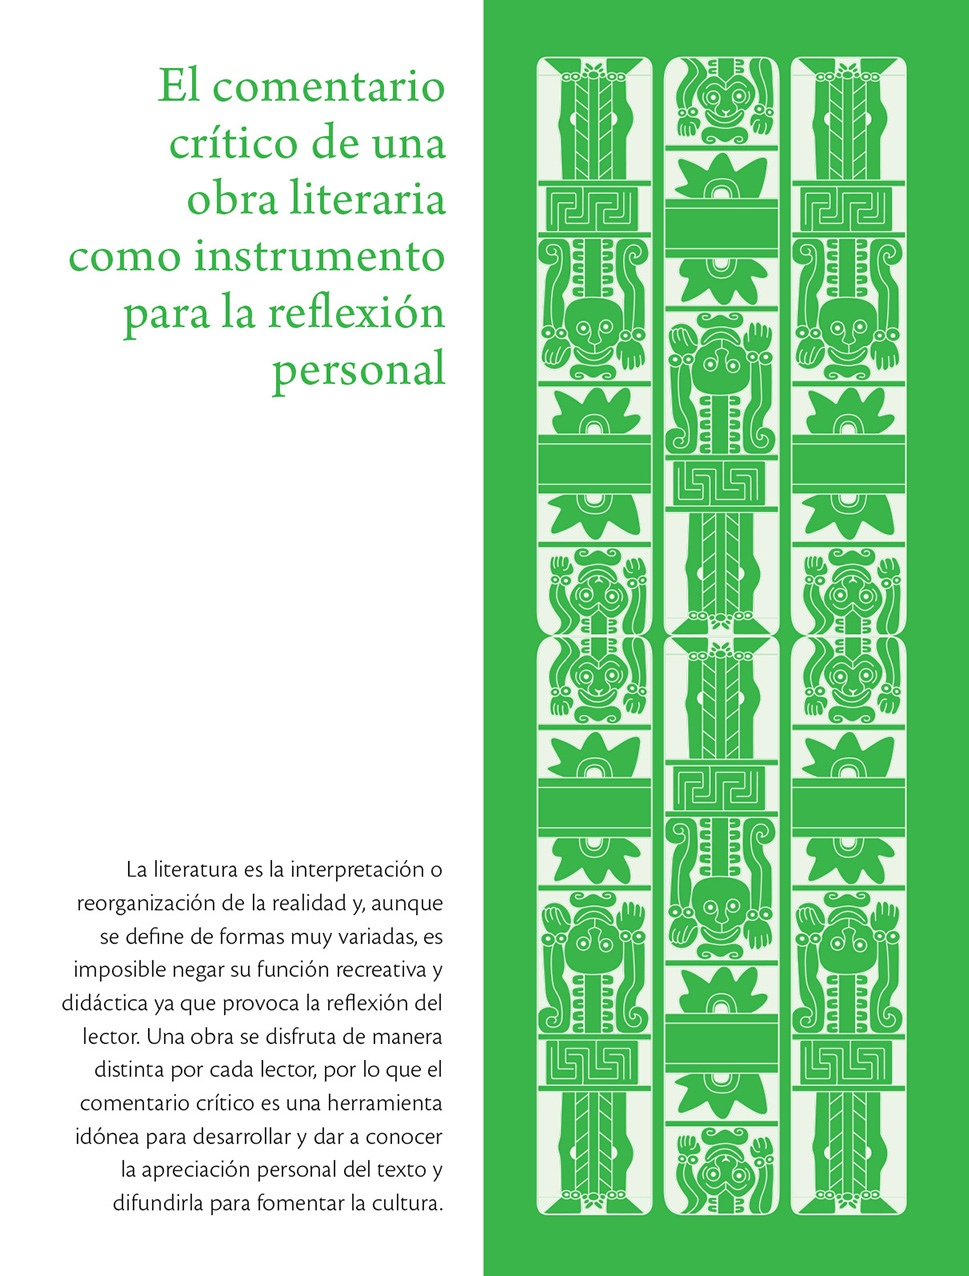 El comentario
crítico de una
obra literaria
como instrumento
para la reflexión
personal
La literatura es la interpretación o
reorganización de la realidad y, aunque
se define de formas muy variadas, es
imposible negar su función recreativa y
didáctica ya que provoca la reflexión del
lector. Una obra se disfruta de manera
distinta por cada lector, por lo que el
comentario crítico es una herramienta
idónea para desarrollar y dar a conocer
la apreciación personal del texto y
difundirla para fomentar la cultura.